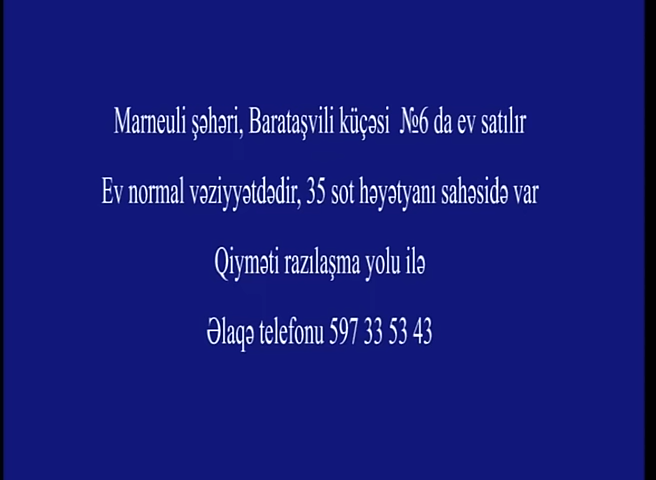 Marneuli şəhəri, Barataşvili küçəsi №6 da ev satılır
Ev normal vəziyyətdədir, 35 sot həyətyanı sahəsidə var
Qiyməti razılaşma yolu ilə
Əlaqə telefonu 597 33 53 43